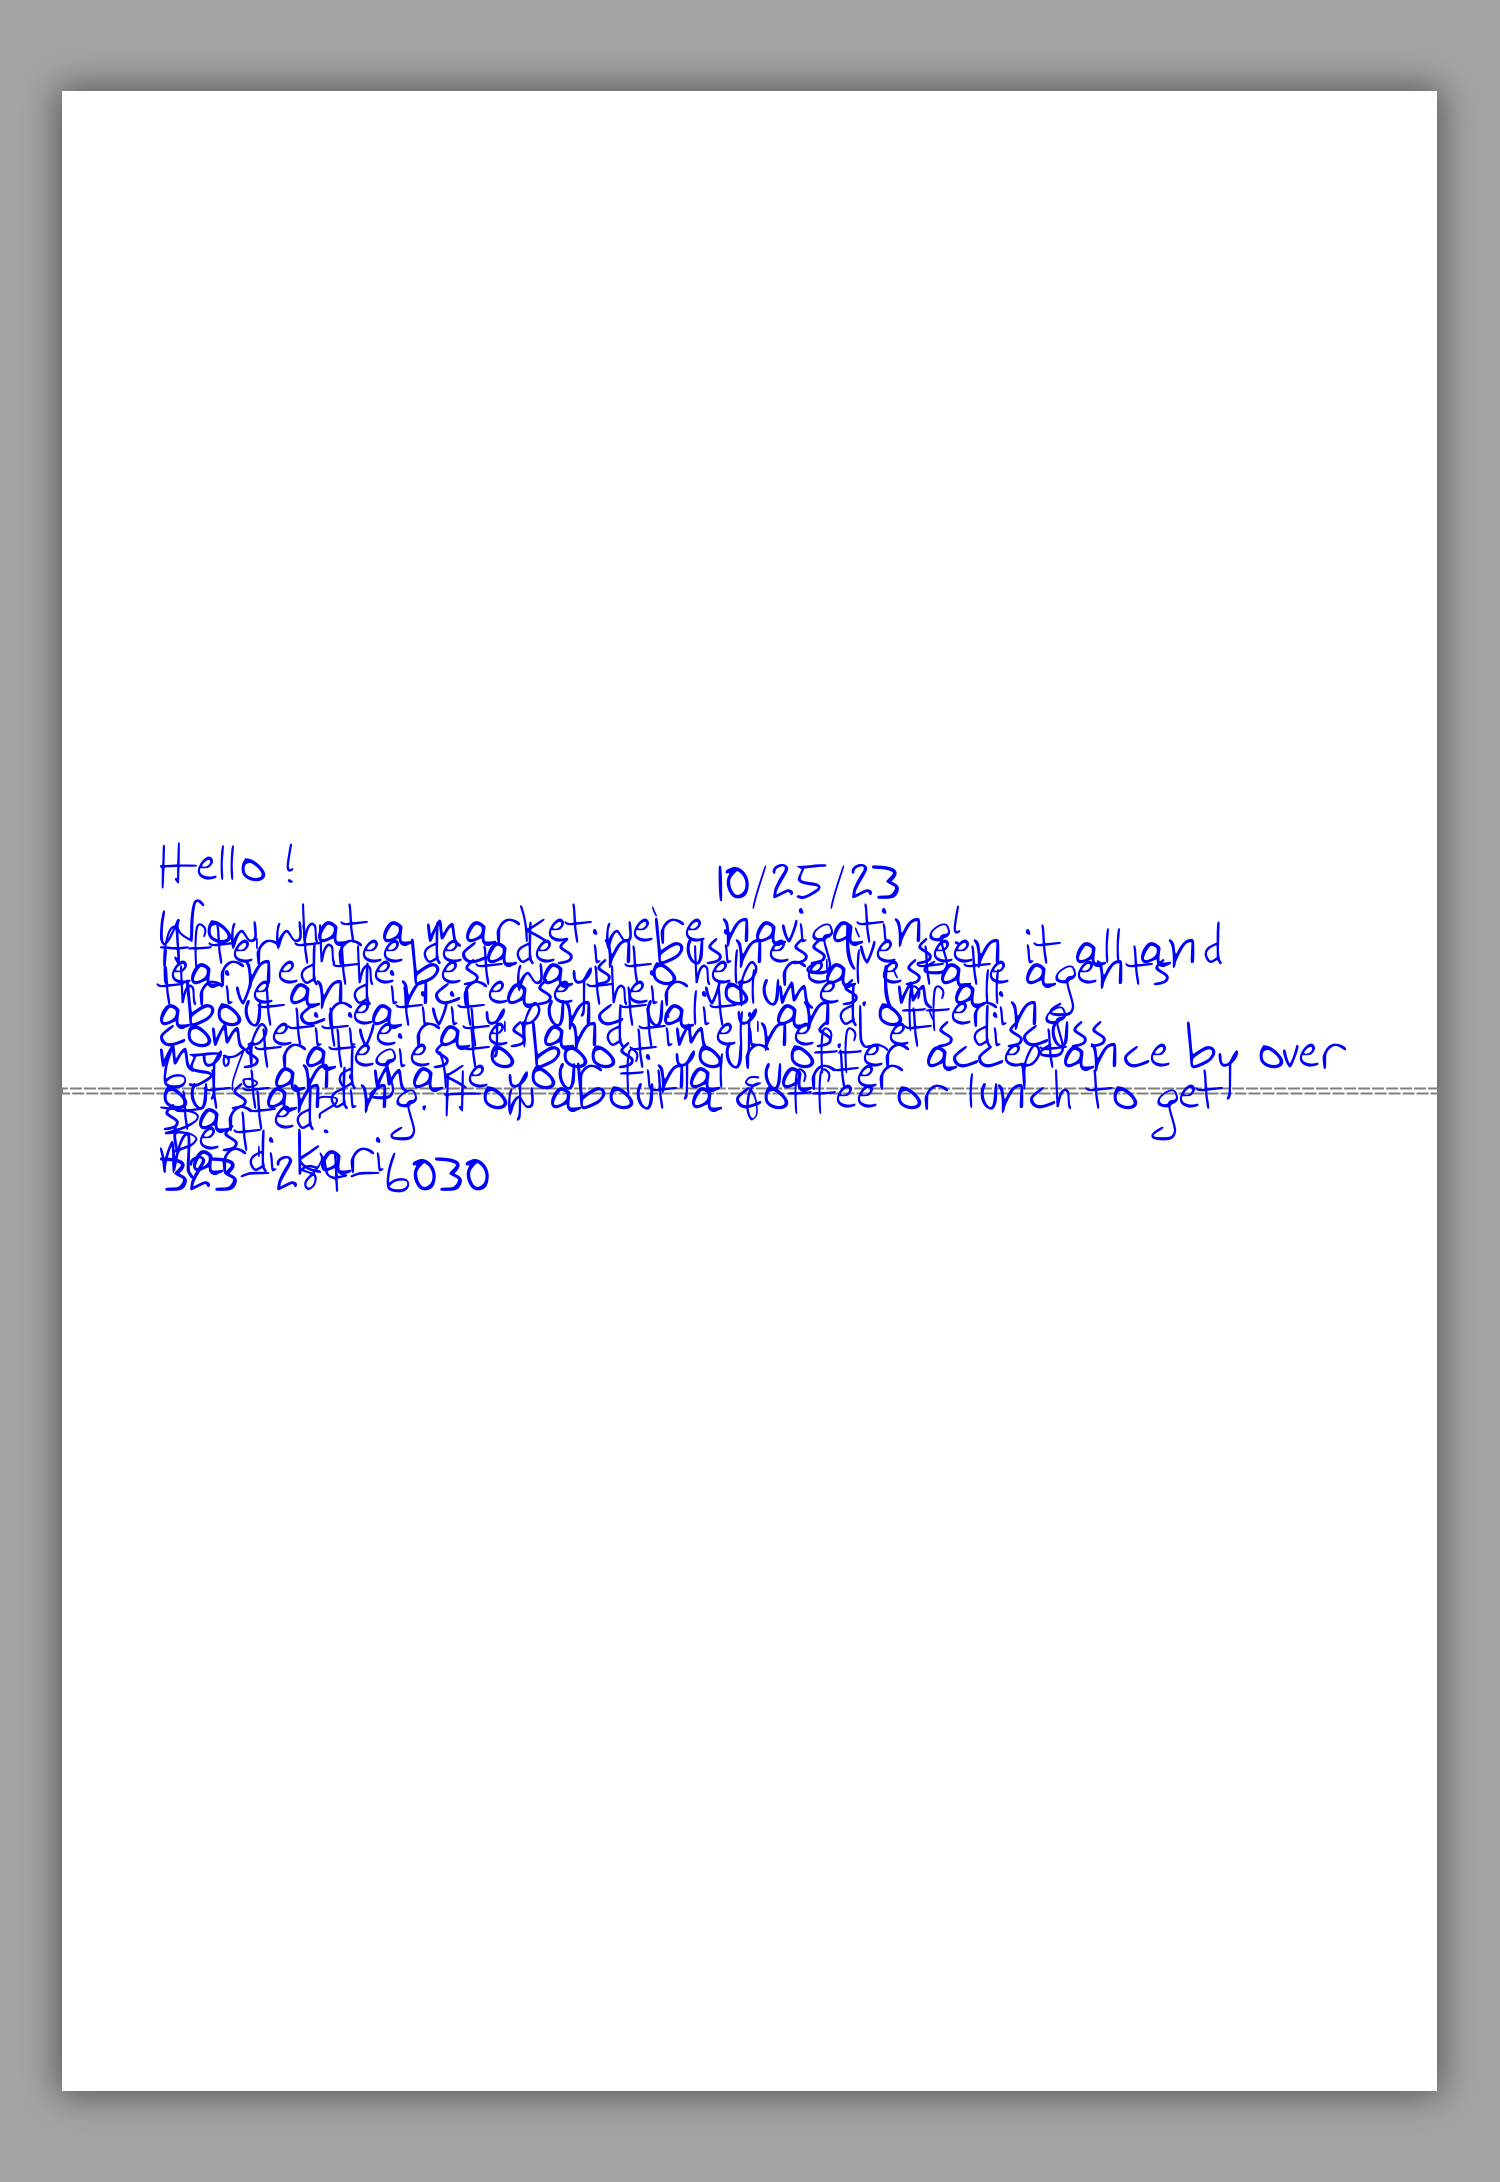 Hello!
10/25/23
Wow what a market we're navigating!
After three decades in business I've seen it all and
learned the best ways to help real estate agents
thrive and increase their volumes. I'm all
about creativity, punctuality, and offering
competitive rates and timeliness. Let's discuss
my strategies to boost your offer acceptance by over
and make your final quarter
outstanding. How about a coffee or lunch to get
started?
Best,
Mardi kari
323-284-6030